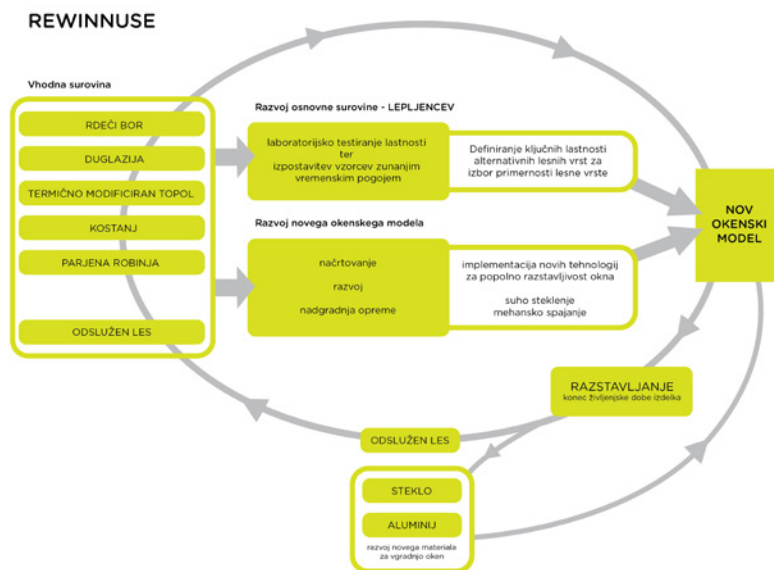 REWINNUSE
Vhodna surovina
RDEČI BOR
DUGLAZIJA
TERMIČNO MODIFICIRAN TOPOL
KOSTANJ
PARJENA ROBINJA
ODSLUŽEN LES
Razvoj osnovne surovine - LEPLJENCEV
laboratorijsko testiranje lastnosti
ter
izpostavitev vzorcev zunanjim
vremenskim pogojem
Definiranje ključnih lastnosti
alternativnih lesnih vrst za
izbor primernosti lesne vrste
Razvoj novega okenskega modela
načrtovanje
razvoj
nadgradnja opreme
implementacija novih tehnologij
za popolno razstavljivost okna
suho steklenje
mehansko spajanje
NOV
OKENSKI
MODEL
RAZSTAVLJANJE
konec življenjske dobe izdelka
ODSLUŽEN LES
STEKLO
ALUMINIJ
razvoj novega materiala
za vgradnjo oken